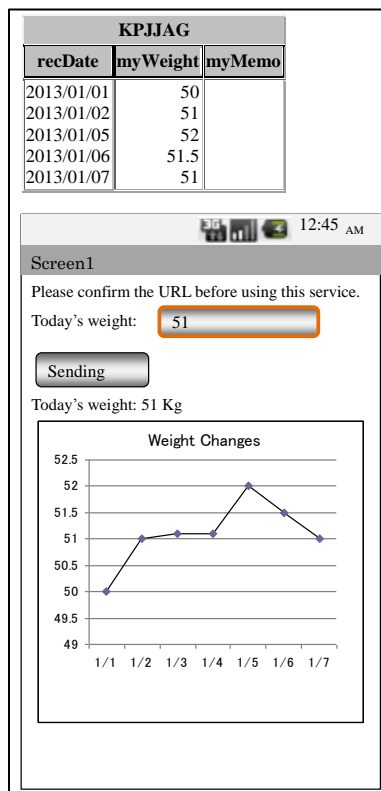 KPJJAG
recDate myWeight myMemo
2013/01/01 50
2013/01/02 51
2013/01/05 52
2013/01/06 51.5
2013/01/07 51
3G 12:45 AM
Screen1
Please confirm the URL before using this service.
Today's weight: 51
Sending
Today's weight: 51 Kg
Weight Changes
52.5
52
51.5
51
50.5
50
49.5
49
1/1 1/2 1/3 1/4 1/5 1/6 1/7